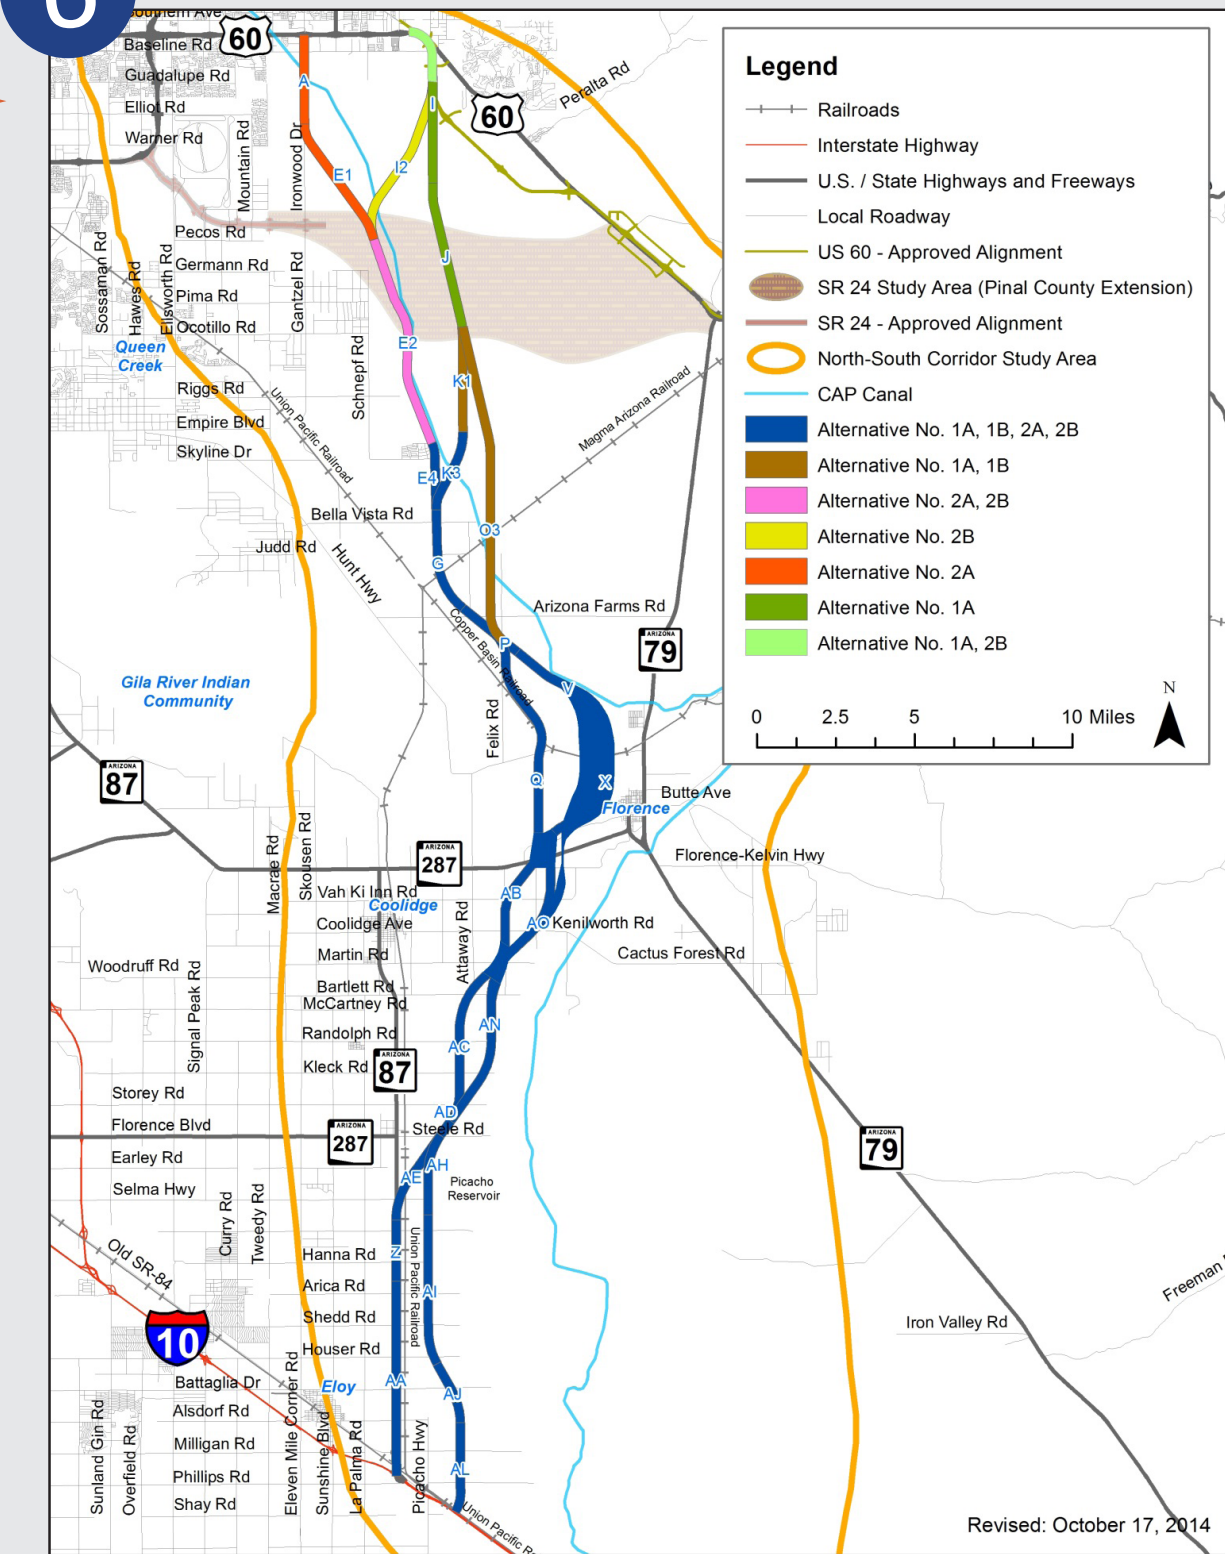 6
Southern Ave
Baseline Rd
60
Guadalupe Rd
Elliot Rd
Warner Rd
Mountain Rd
Ironwood Dr
A
E1
I
I2
60
Peralta Rd
Pecos Rd
Germann Rd
Pima Rd
Ocotillo Rd
Sossaman Rd
Hawes Rd
Ellsworth Rd
Gantzel Rd
Schnepf Rd
Queen
Creek
J
E2
K1
Riggs Rd
Empire Blvd
Skyline Dr
Union Pacific Railroad
Magma Arizona Railroad
E4
K3
Bella Vista Rd
O3
Judd Rd
Hunt Hwy
G
Arizona Farms Rd
Copper Basin Railroad
P
ARIZONA
79
V
Gila River Indian
Community
Felix Rd
ARIZONA
87
Q
X
Florence
Butte Ave
Macrae Rd
Skousen Rd
ARIZONA
287
Florence-Kelvin Hwy
Vah Ki Inn Rd
Coolidge
Coolidge Ave
AB
Attaway Rd
AO
Kenilworth Rd
Martin Rd
Cactus Forest Rd
Woodruff Rd
Signal Peak Rd
Bartlett Rd
McCartney Rd
Randolph Rd
AN
AC
Kleck Rd
ARIZONA
87
Storey Rd
AD
Florence Blvd
ARIZONA
287
Steele Rd
ARIZONA
79
Earley Rd
AH
AE
Selma Hwy
Picacho
Reservoir
Curry Rd
Tweedy Rd
Old SR-84
Hanna Rd
Z
Union Pacific Railroad
Arica Rd
AI
Shedd Rd
10
Houser Rd
Iron Valley Rd
Freeman
Battaglia Dr
Eloy
AA
AJ
Alsdorf Rd
Milligan Rd
Phillips Rd
Shay Rd
Sunland Gin Rd
Overfield Rd
Eleven Mile Corner Rd
Sunshine Blvd
La Palma Rd
Picacho Hwy
AL
Union Pacific
Legend
Railroads
Interstate Highway
U.S. / State Highways and Freeways
Local Roadway
US 60 - Approved Alignment
SR 24 Study Area (Pinal County Extension)
SR 24 - Approved Alignment
North-South Corridor Study Area
CAP Canal
Alternative No. 1A, 1B, 2A, 2B
Alternative No. 1A, 1B
Alternative No. 2A, 2B
Alternative No. 2B
Alternative No. 2A
Alternative No. 1A
Alternative No. 1A, 2B
0 2.5 5 10 Miles
N
Revised: October 17, 2014